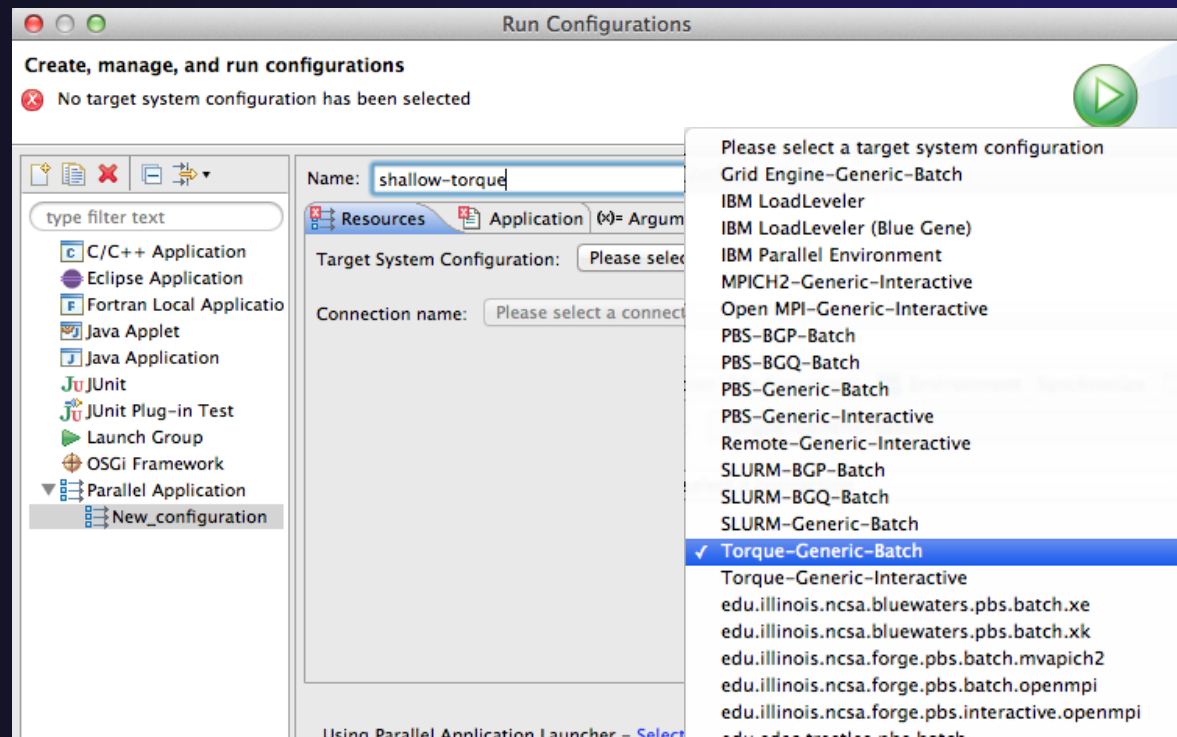 Run Configurations
Create, manage, and run configurations
No target system configuration has been selected
type filter text
C/C++ Application
Eclipse Application
Fortran Local Applicatio
Java Applet
Java Application
Ju JUnit
JUnit Plug-in Test
Launch Group
OSGi Framework
Parallel Application
New_configuration
Name: shallow-torque
Resources Application (x)= Argum
Target System Configuration: Please selec
Connection name: Please select a connect
Using Parallel Application Launcher - Select
Please select a target system configuration
Grid Engine-Generic-Batch
IBM LoadLeveler
IBM LoadLeveler (Blue Gene)
IBM Parallel Environment
MPICH2-Generic-Interactive
Open MPI-Generic-Interactive
PBS-BGP-Batch
PBS-BGQ-Batch
PBS-Generic-Batch
PBS-Generic-Interactive
Remote-Generic-Interactive
SLURM-BGP-Batch
SLURM-BGQ-Batch
SLURM-Generic-Batch
✓ Torque-Generic-Batch
Torque-Generic-Interactive
edu.illinois.ncsa.bluewaters.pbs.batch.xe
edu.illinois.ncsa.bluewaters.pbs.batch.xk
edu.illinois.ncsa.forge.pbs.batch.mvapich2
edu.illinois.ncsa.forge.pbs.batch.openmpi
edu.illinois.ncsa.forge.pbs.interactive.openmpi